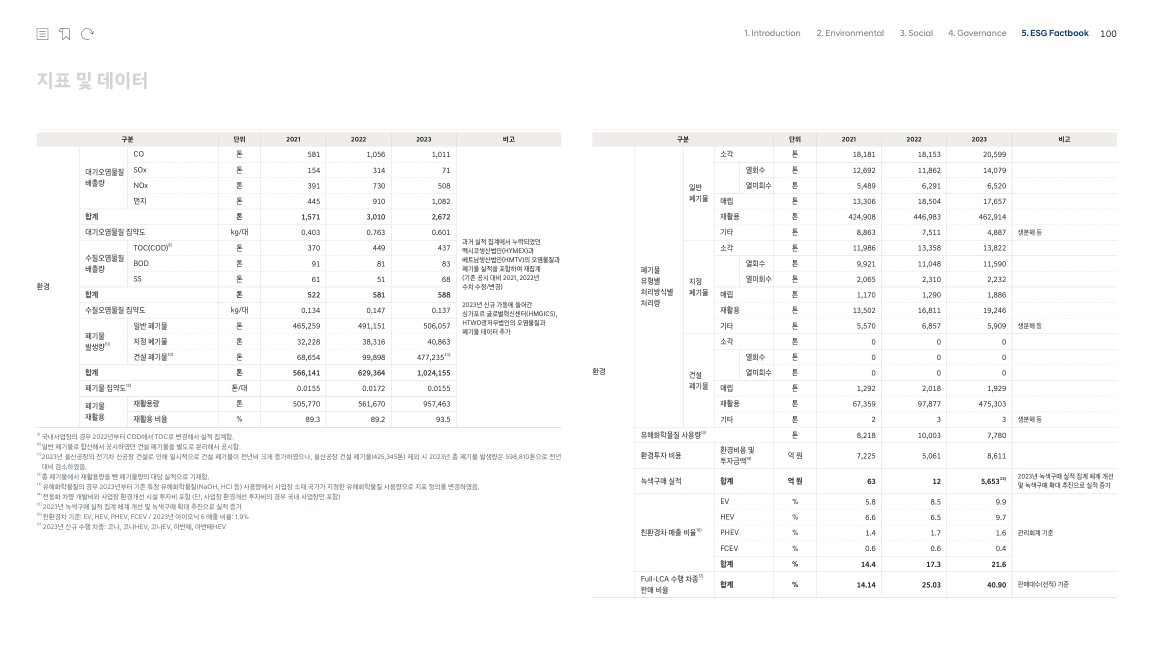 1. Introduction 2. Environmental 3. Social 4. Governance 5. ESG Factbook 100
지표 및 데이터
구분 단위 2021 2022 2023 비고
환경
대기오염물질 배출량
CO 톤 581 1,056 1,011
SOx 톤 154 314 71
NOx 톤 391 730 508
먼지 톤 445 910 1,082
합계 톤 1,571 3,010 2,672
대기오염물질 집약도 kg/대 0.403 0.763 0.601
수질오염물질 배출량
TOC(COD)9) 톤 370 449 437
BOD 톤 91 81 83
SS 톤 61 51 68
합계 톤 522 581 588
수질오염물질 집약도 kg/대 0.134 0.147 0.137
폐기물 발생량10)
일반 폐기물 톤 465,259 491,151 506,057
지정 폐기물 톤 32,228 38,316 40,863
건설 폐기물10) 톤 68,654 99,898 477,23511)
합계 톤 566,141 629,364 1,024,155
폐기물 집약도12) 톤/대 0.0155 0.0172 0.0155
폐기물 재활용
재활용량 톤 505,770 561,670 957,463
재활용 비율 % 89.3 89.2 93.5
과거 실적 집계에서 누락되었던
멕시코생산법인(HYMEX)과
베트남생산법인(HMTV)의 오염물질과
폐기물 실적을 포함하여 재집계
(기존 공시 대비 2021, 2022년
수치 수정/변경)
2023년 신규 가동에 들어간
싱가포르 글로벌혁신센터(HMGICS),
HTWO광저우법인의 오염물질과
폐기물 데이터 추가
9) 국내사업장의 경우 2022년부터 COD에서 TOC로 변경해서 실적 집계함.
10) 일반 폐기물로 합산해서 공시하였던 건설 폐기물을 별도로 분리해서 공시함.
11) 2023년 울산공장의 전기차 신공장 건설로 인해 일시적으로 건설 폐기물이 전년비 크게 증가하였으나, 울산공장 건설 폐기물(425,345톤) 제외 시 2023년 총 폐기물 발생량은 598,810톤으로 전년
대비 감소하였음.
12) 총 폐기물에서 재활용량을 뺀 폐기물량의 대당 실적으로 기재함.
13) 유해화학물질의 경우 2023년부터 기존 특정 유해화학물질(NaOH, HCl 등) 사용량에서 사업장 소재 국가가 지정한 유해화학물질 사용량으로 지표 정의를 변경하였음.
14) 전동화 차량 개발비와 사업장 환경개선 시설 투자비 포함 (단, 사업장 환경개선 투자비의 경우 국내 사업장만 포함)
15) 2023년 녹색구매 실적 집계 체계 개선 및 녹색구매 확대 추진으로 실적 증가
16) 친환경차 기준: EV, HEV, PHEV, FCEV / 2023년 아이오닉 6 매출 비율: 1.9%
17) 2023년 신규 수행 차종: 코나, 코나HEV, 코나EV, 아반떼, 아반떼HEV
구분 단위 2021 2022 2023 비고
환경
폐기물 유형별 처리방식별 처리량
일반 폐기물
소각 톤 18,181 18,153 20,599
열회수 톤 12,692 11,862 14,079
열미회수 톤 5,489 6,291 6,520
매립 톤 13,306 18,504 17,657
재활용 톤 424,908 446,983 462,914
기타 톤 8,863 7,511 4,887 생분해 등
지정 폐기물
소각 톤 11,986 13,358 13,822
열회수 톤 9,921 11,048 11,590
열미회수 톤 2,065 2,310 2,232
매립 톤 1,170 1,290 1,886
재활용 톤 13,502 16,811 19,246
기타 톤 5,570 6,857 5,909 생분해 등
건설 폐기물
소각 톤 0 0 0
열회수 톤 0 0 0
열미회수 톤 0 0 0
매립 톤 1,292 2,018 1,929
재활용 톤 67,359 97,877 475,303
기타 톤 2 3 3 생분해 등
유해화학물질 사용량13) 톤 8,218 10,003 7,780
환경투자 비용 환경비용 및 투자금액14) 억 원 7,225 5,061 8,611
녹색구매 실적 합계 억 원 63 12 5,65315) 2023년 녹색구매 실적 집계 체계 개선
및 녹색구매 확대 추진으로 실적 증가
친환경차 매출 비율16)
EV % 5.8 8.5 9.9
HEV % 6.6 6.5 9.7
PHEV % 1.4 1.7 1.6 관리회계 기준
FCEV % 0.6 0.6 0.4
합계 % 14.4 17.3 21.6
Full-LCA 수행 차종17)
판매 비율 합계 % 14.14 25.03 40.90 판매대수(선적) 기준